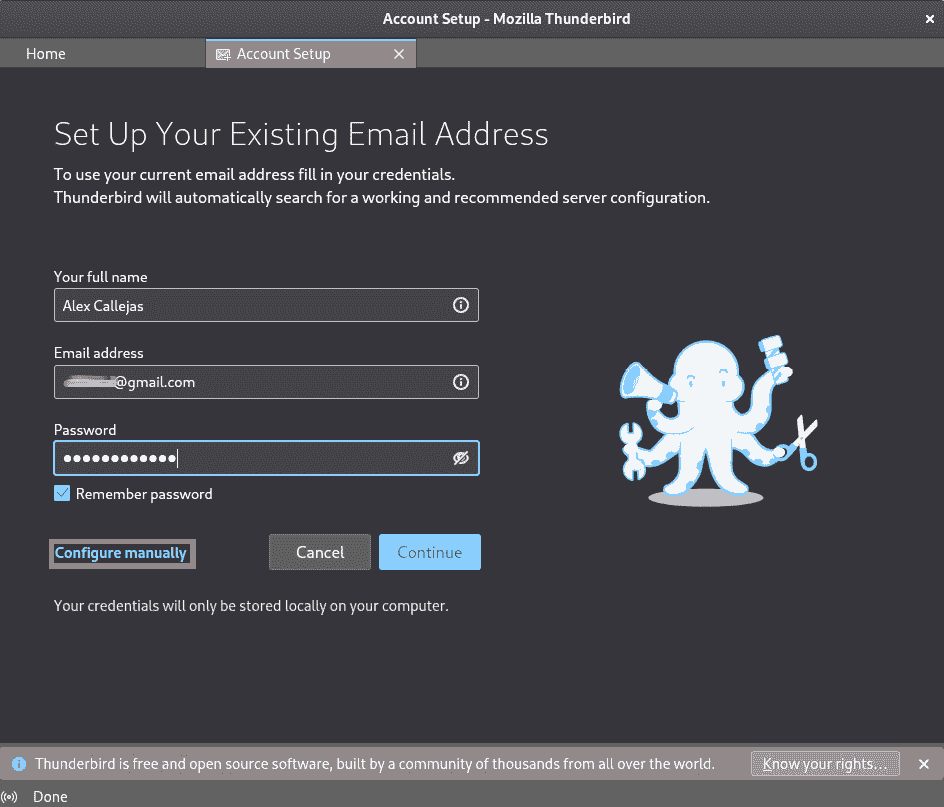 Account Setup - Mozilla Thunderbird
Home
Account Setup
Set Up Your Existing Email Address
To use your current email address fill in your credentials.
Thunderbird will automatically search for a working and recommended server configuration.
Your full name
Alex Callejas
Email address
@gmail.com
Password
Remember password
Configure manually
Cancel
Continue
Your credentials will only be stored locally on your computer.
Thunderbird is free and open source software, built by a community of thousands from all over the world.
Know your rights...
Done